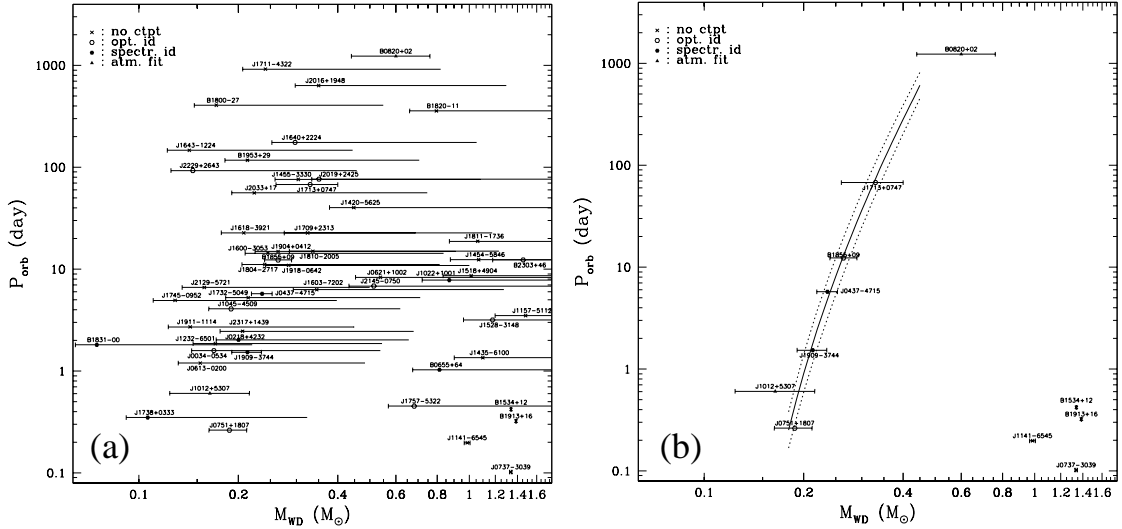 × : no ctpt
○ : opt. id
● : spectr. id
▲ : atm. fit
B0820+02
J1711-4322
J2016+1948
B1800-27
B1820-11
J1640+2224
J1643-1224
B1953+29
J2229+2643
J1455-3330
J2019+2425
J1713+0747
J2033+17
J1420-5625
J1618-3921
J1709+2313
J1811-1736
J1600-3053
J1904+0412
B1855+09
J1810-2005
J1454-5846
B2303+46
J1804-2717
J1918-0642
J0621+1002
J1022+1001
J1518+4904
J2129-5721
J1603-7202
J2145-0750
J1732-5049
J0437-4715
J1745-0952
J1045-4509
J1157-5112
J1528-3148
J1911-1114
J2317+1439
J1232-6501
J0218+4232
B1831-00
J0034-0534
J1909-3744
J1435-6100
J0613-0200
B0655+64
J1012+5307
J1757-5322
B1534+12
J1738+0333
B1913+16
J0751+1807
J1141-6545
J0737-3039
(a)
1000
100
10
1
0.1
P_orb (day)
0.1 0.2 0.4 0.6 0.8 1 1.2 1.4 1.6
M_WD (M_⊙)
× : no ctpt
○ : opt. id
● : spectr. id
▲ : atm. fit
B0820+02
J1713+0747
B1855+09
J0437-4715
J1909-3744
J1012+5307
J0751+1807
B1534+12
B1913+16
J1141-6545
J0737-3039
(b)
1000
100
10
1
0.1
P_orb (day)
0.1 0.2 0.4 0.6 0.8 1 1.2 1.4 1.6
M_WD (M_⊙)